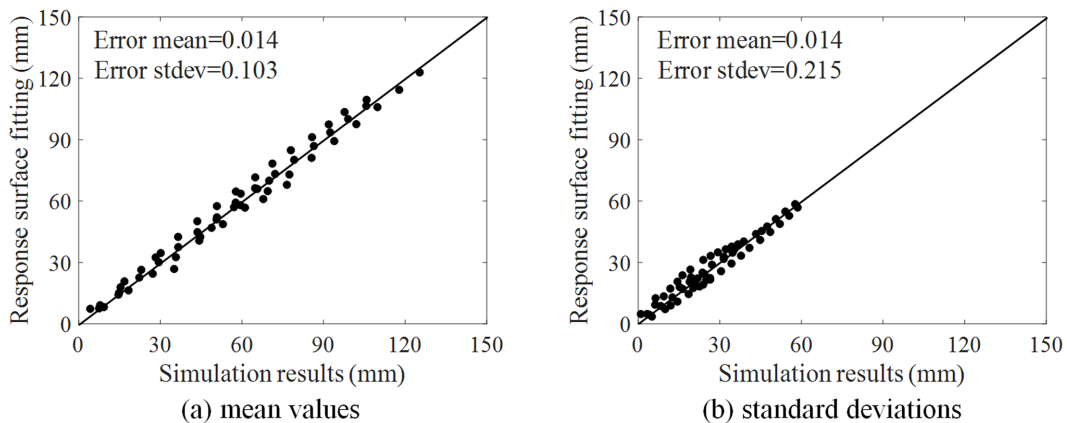 Response surface fitting (mm)
150
120
90
60
30
0
Error mean=0.014
Error stdev=0.103
0 30 60 90 120 150
Simulation results (mm)
(a) mean values
Response surface fitting (mm)
150
120
90
60
30
0
Error mean=0.014
Error stdev=0.215
0 30 60 90 120 150
Simulation results (mm)
(b) standard deviations